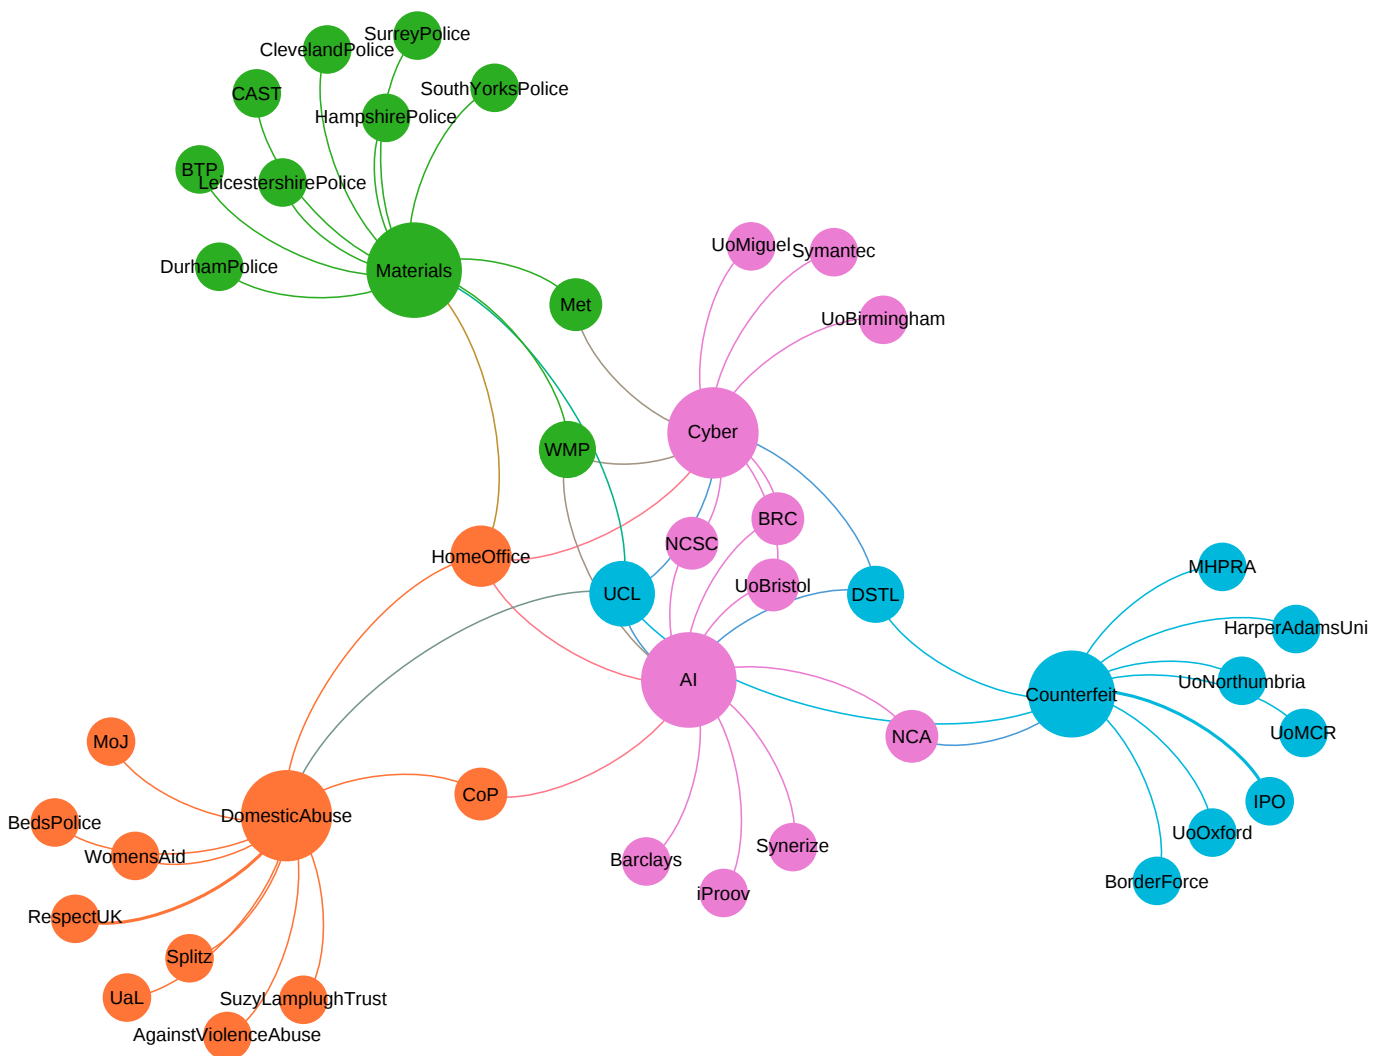 SurreyPolice
ClevelandPolice
SouthYorksPolice
CAST
HampshirePolice
BTP
LeicestershirePolice
DurhamPolice
Materials
Met
UoMiguel
Symantec
UoBirmingham
Cyber
WMP
BRC
NCSC
HomeOffice
UoBristol
UCL
DSTL
MHPRA
HarperAdamsUni
AI
UoNorthumbria
Counterfeit
UoMCR
NCA
MoJ
CoP
IPO
DomesticAbuse
BedsPolice
UoOxford
WomensAid
Synerize
Barclays
BorderForce
iProov
RespectUK
Splitz
UaL
SuzyLamplughTrust
AgainstViolenceAbuse